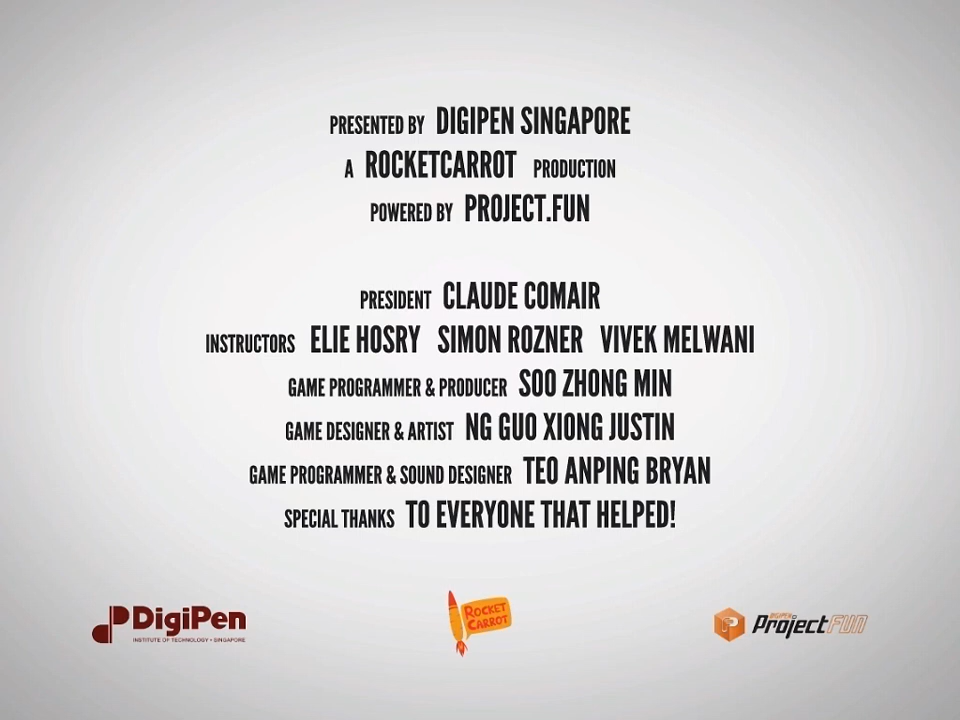 PRESENTED BY DIGIPEN SINGAPORE
A ROCKETCARROT PRODUCTION
POWERED BY PROJECT.FUN
PRESIDENT CLAUDE COMAIR
INSTRUCTORS ELIE HOSRY SIMON ROZNER VIVEK MELWANI
GAME PROGRAMMER & PRODUCER SOO ZHONG MIN
GAME DESIGNER & ARTIST NG GUO XIONG JUSTIN
GAME PROGRAMMER & SOUND DESIGNER TEO ANPING BRYAN
SPECIAL THANKS TO EVERYONE THAT HELPED!
DigiPen
INSTITUTE OF TECHNOLOGY • SINGAPORE
ROCKET
CARROT
DIGIPEN
ProjectFUN